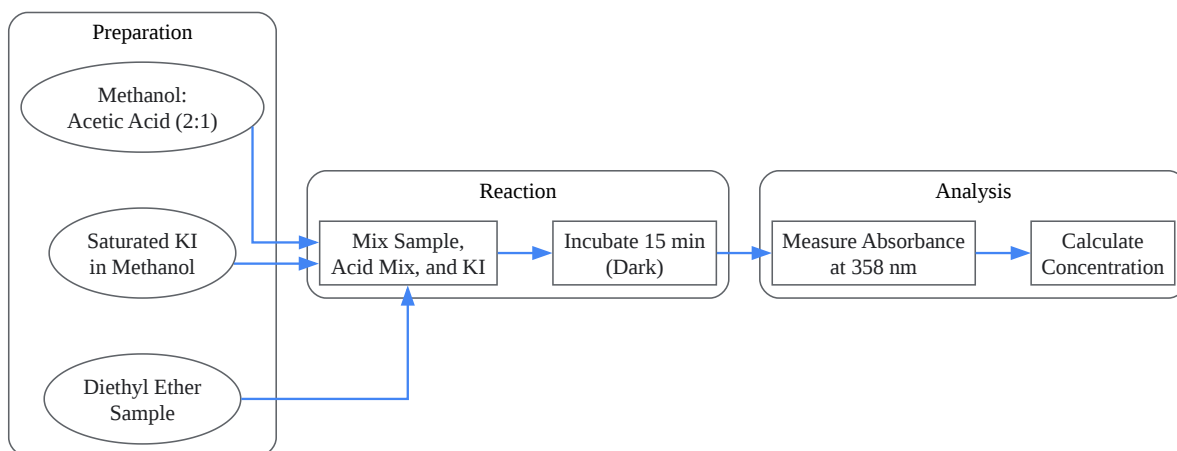 Preparation
Methanol:
Acetic Acid (2:1)
Saturated KI
in Methanol
Diethyl Ether
Sample
Reaction
Mix Sample,
Acid Mix, and KI
Incubate 15 min
(Dark)
Analysis
Measure Absorbance
at 358 nm
Calculate
Concentration